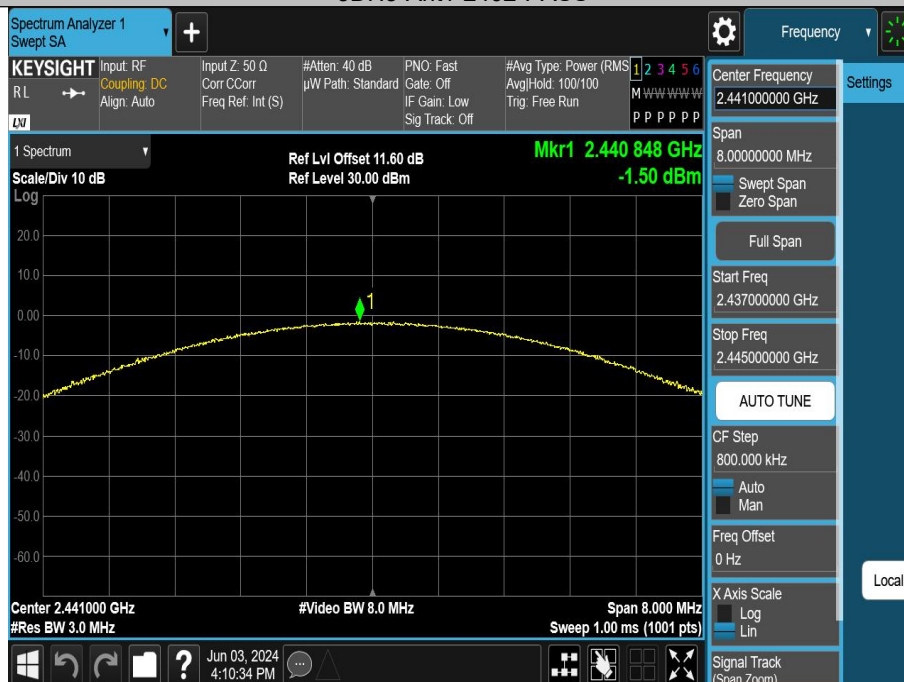 Spectrum Analyzer 1
Swept SA
Frequency
KEYSIGHT
RL
LXI
Input: RF
Coupling: DC
Align: Auto
Input Z: 50 Ω
Corr CCorr
Freq Ref: Int (S)
#Atten: 40 dB
µW Path: Standard
PNO: Fast
Gate: Off
IF Gain: Low
Sig Track: Off
#Avg Type: Power (RMS
Avg|Hold: 100/100
Trig: Free Run
1 2 3 4 5 6
M W W W W W
P P P P P P
1 Spectrum
Scale/Div 10 dB
Log
Ref Lvl Offset 11.60 dB
Ref Level 30.00 dBm
Mkr1 2.440 848 GHz
-1.50 dBm
20.0
10.0
0.00
-10.0
-20.0
-30.0
-40.0
-50.0
-60.0
1
Center 2.441000 GHz
#Res BW 3.0 MHz
#Video BW 8.0 MHz
Span 8.000 MHz
Sweep 1.00 ms (1001 pts)
Center Frequency
2.441000000 GHz
Span
8.00000000 MHz
Swept Span
Zero Span
Full Span
Start Freq
2.437000000 GHz
Stop Freq
2.445000000 GHz
AUTO TUNE
CF Step
800.000 kHz
Auto
Man
Freq Offset
0 Hz
X Axis Scale
Log
Lin
Signal Track
(Span Zoom)
Settings
Local
?
Jun 03, 2024
4:10:34 PM